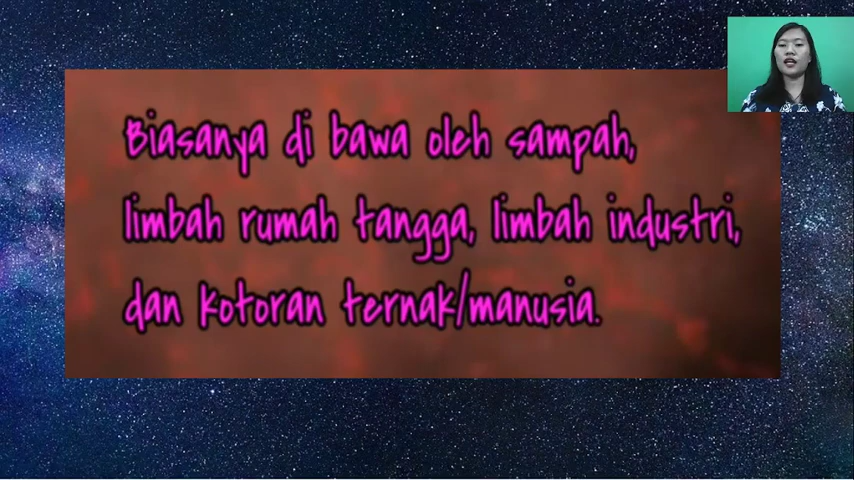 Biasanya di bawa oleh sampah,
limbah rumah tangga, limbah industri,
dan kotoran ternak/manusia.